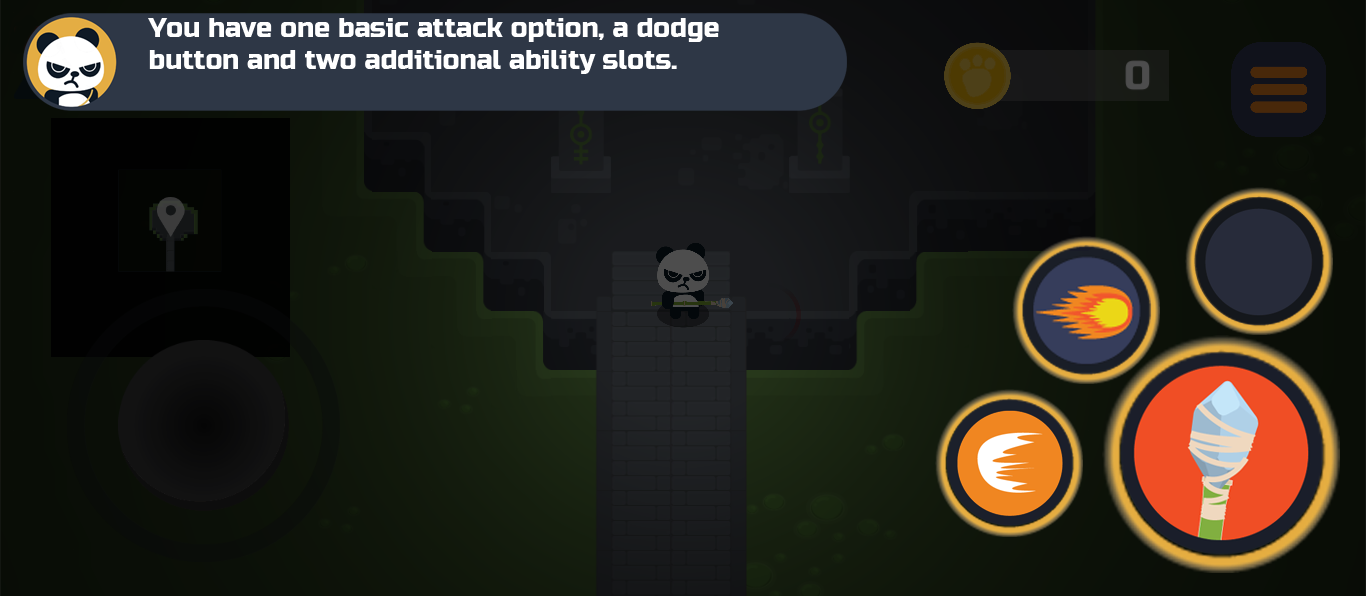 You have one basic attack option, a dodge
button and two additional ability slots.
0